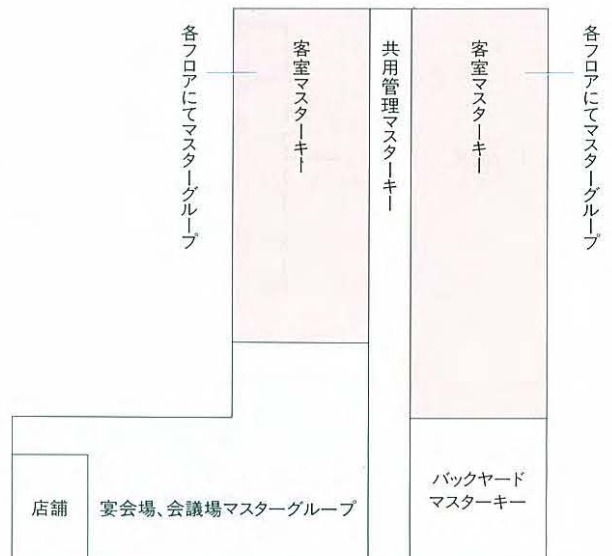 各フロアにてマスターグループ
客室マスターキー
共用管理マスターキー
客室マスターキー
各フロアにてマスターグループ
店舗
宴会場、会議場マスターグループ
バックヤード
マスターキー